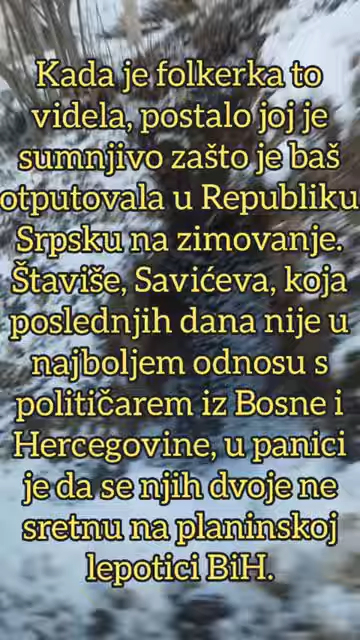 Kada je folkerka to
videla, postalo joj je
sumnjivo zašto je baš
otputovala u Republiku
Srpsku na zimovanje.
Štaviše, Savićeva, koja
poslednjih dana nije u
najboljem odnosu s
političarem iz Bosne i
Hercegovine, u panici
je da se njih dvoje ne
sretnu na planinskoj
lepotici BiH.